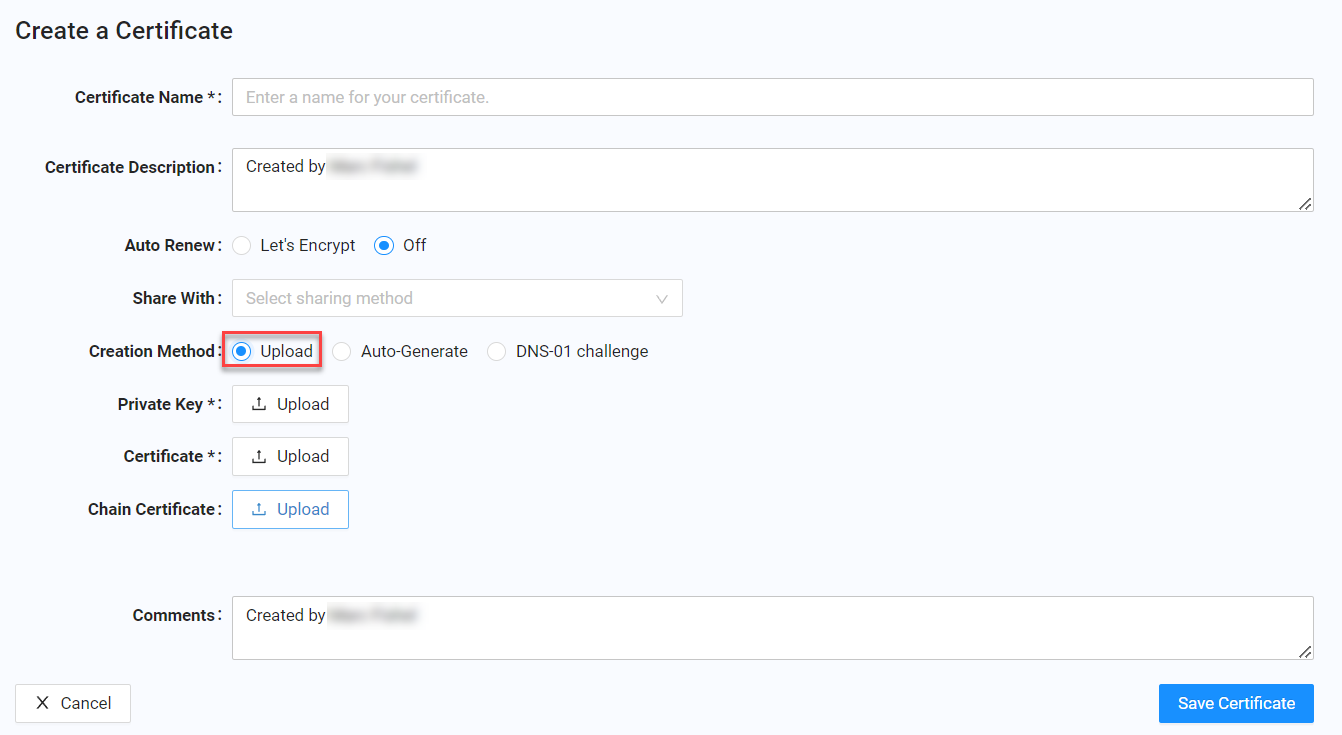 Create a Certificate
Certificate Name * : Enter a name for your certificate.
Certificate Description : Created by
Auto Renew : Let's Encrypt Off
Share With : Select sharing method
Creation Method : Upload Auto-Generate DNS-01 challenge
Private Key * : Upload
Certificate * : Upload
Chain Certificate : Upload
Comments : Created by
Cancel Save Certificate